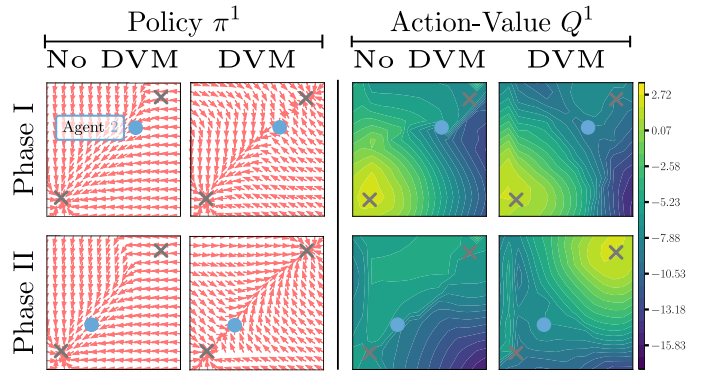 Policy π¹
Action-Value Q¹
No DVM
DVM
No DVM
DVM
Phase I
Agent 2
2.72
0.07
−2.58
−5.23
−7.88
−10.53
−13.18
−15.83
Phase II